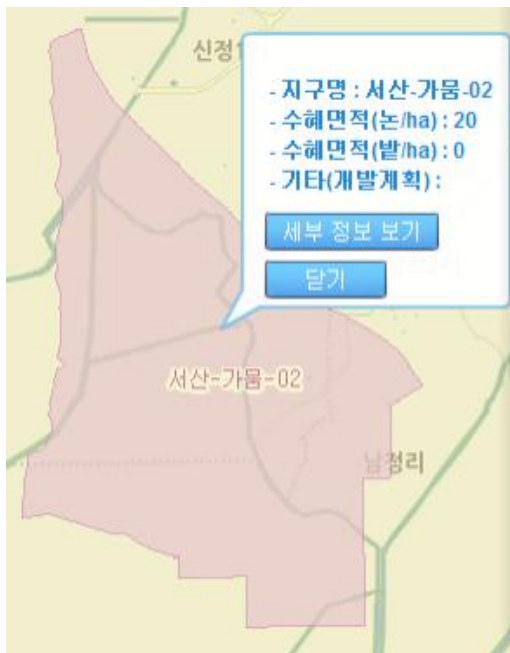 신정1
- 지구명 : 서산-가뭄-02
- 수혜면적(논/ha) : 20
- 수혜면적(밭/ha) : 0
- 기타(개발계획) :
세부 정보 보기
닫기
서산-가뭄-02
남정리